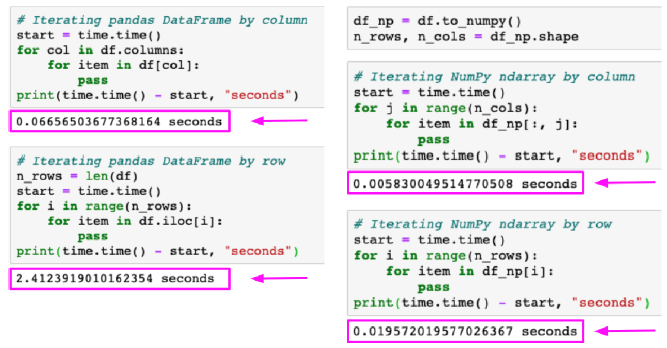 # Iterating pandas DataFrame by column
start = time.time()
for col in df.columns:
    for item in df[col]:
        pass
print(time.time() - start, "seconds")
0.06656503677368164 seconds
# Iterating pandas DataFrame by row
n_rows = len(df)
start = time.time()
for i in range(n_rows):
    for item in df.iloc[i]:
        pass
print(time.time() - start, "seconds")
2.4123919010162354 seconds
df_np = df.to_numpy()
n_rows, n_cols = df_np.shape
# Iterating NumPy ndarray by column
start = time.time()
for j in range(n_cols):
    for item in df_np[:, j]:
        pass
print(time.time() - start, "seconds")
0.005830049514770508 seconds
# Iterating NumPy ndarray by row
start = time.time()
for i in range(n_rows):
    for item in df_np[i]:
        pass
print(time.time() - start, "seconds")
0.019572019577026367 seconds